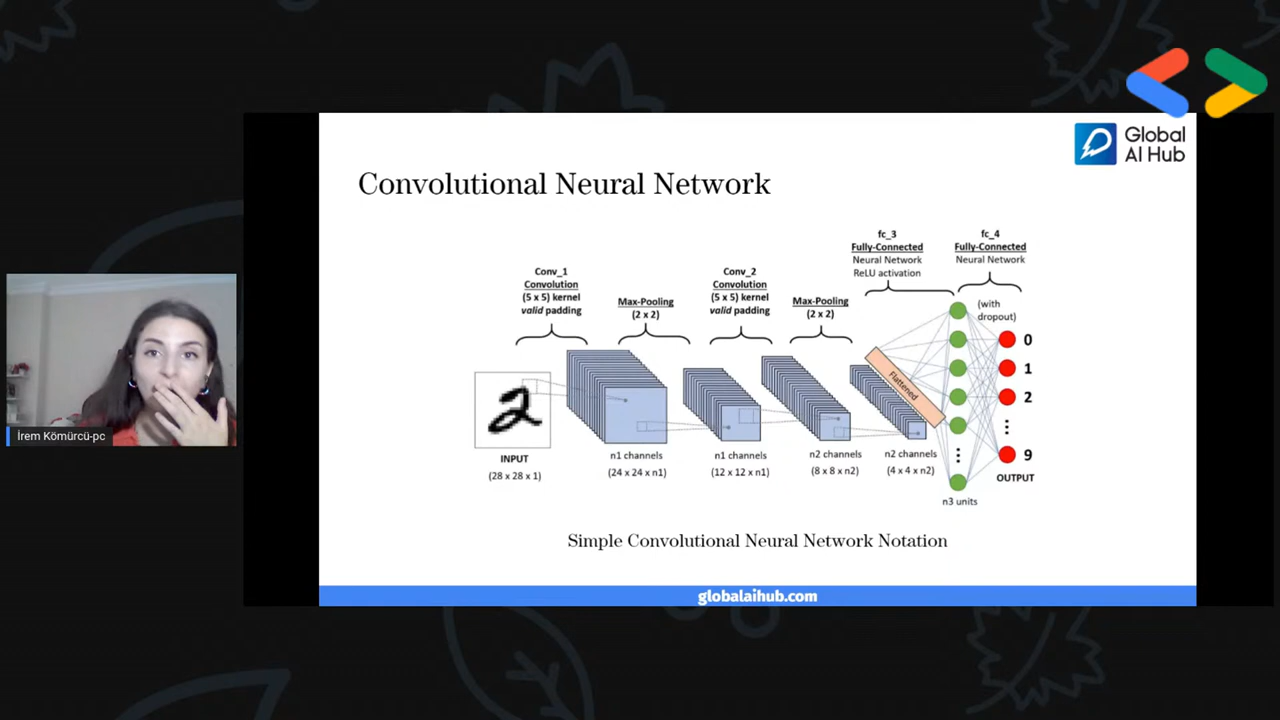 Global
AI Hub
Convolutional Neural Network
fc_3
Fully-Connected
Neural Network
ReLU activation
fc_4
Fully-Connected
Neural Network
Conv_1
Convolution
(5 x 5) kernel
valid padding
Max-Pooling
(2 x 2)
Conv_2
Convolution
(5 x 5) kernel
valid padding
Max-Pooling
(2 x 2)
(with
dropout)
0
1
2
9
OUTPUT
2
Flattened
INPUT
(28 x 28 x 1)
n1 channels
(24 x 24 x n1)
n1 channels
(12 x 12 x n1)
n2 channels
(8 x 8 x n2)
n2 channels
(4 x 4 x n2)
n3 units
İrem Kömürcü-pc
Simple Convolutional Neural Network Notation
globalaihub.com